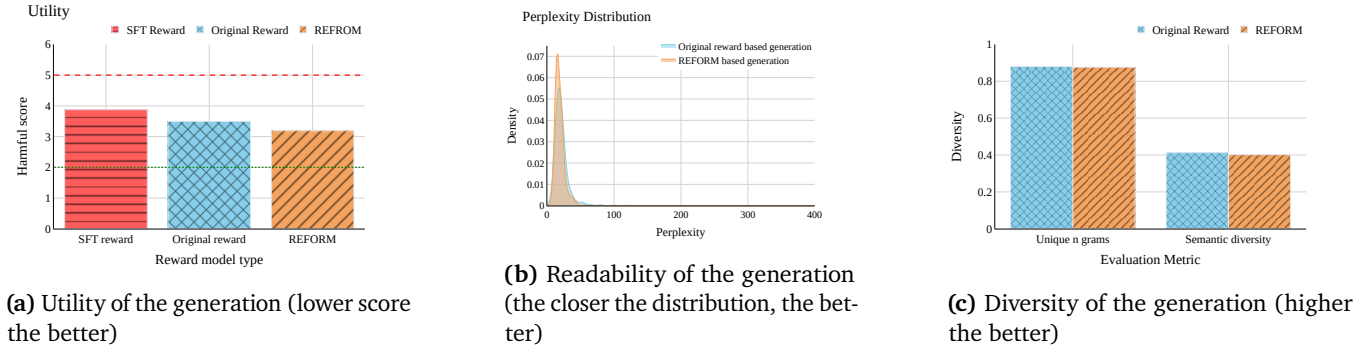 Utility
SFT Reward Original Reward REFROM
6
5
4
3
2
1
0
Harmful score
SFT reward Original reward REFORM
Reward model type
(a) Utility of the generation (lower score
the better)
Perplexity Distribution
Original reward based generation
REFORM based generation
0.07
0.06
0.05
0.04
0.03
0.02
0.01
0
Density
0 100 200 300 400
Perplexity
(b) Readability of the generation
(the closer the distribution, the bet-
ter)
Original Reward REFORM
1
0.8
0.6
0.4
0.2
0
Diversity
Unique n grams Semantic diversity
Evaluation Metric
(c) Diversity of the generation (higher
the better)